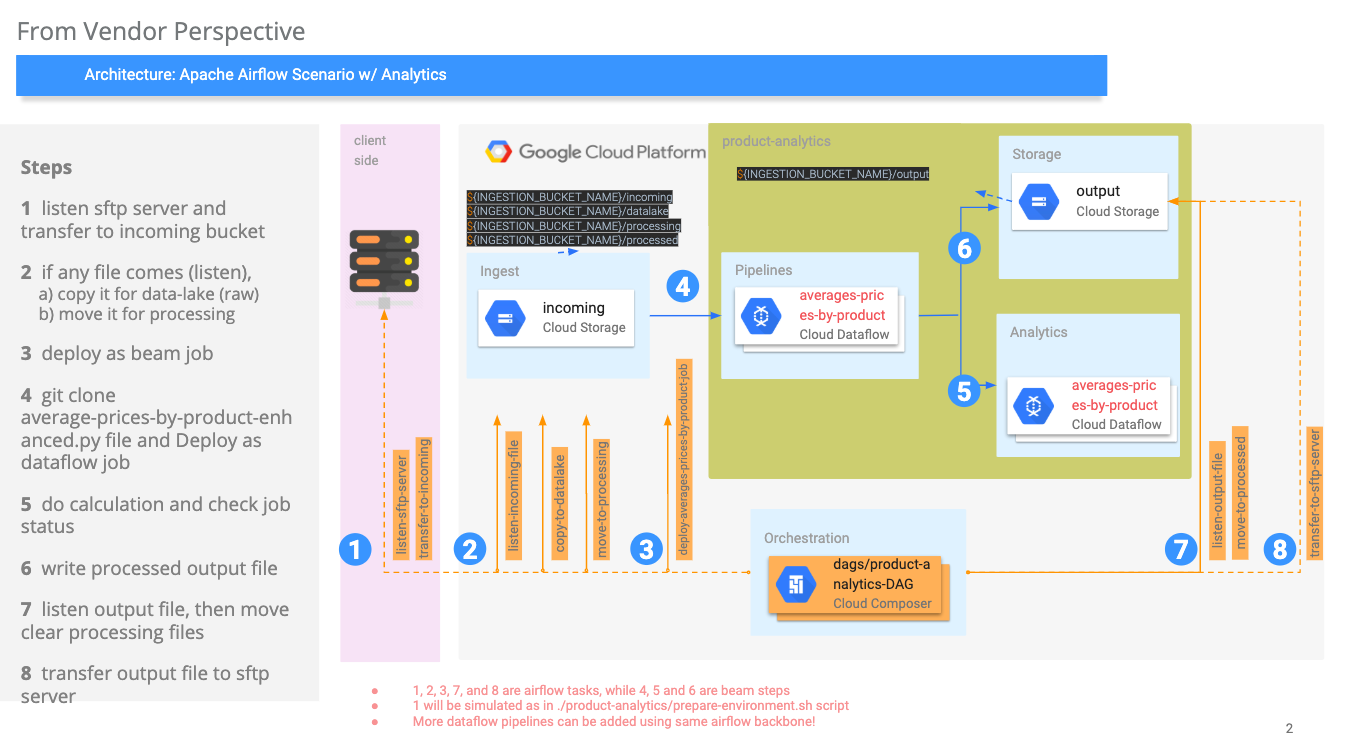 From Vendor Perspective
Architecture: Apache Airflow Scenario w/ Analytics
Steps
1 listen sftp server and
transfer to incoming bucket
2 if any file comes (listen),
a) copy it for data-lake (raw)
b) move it for processing
3 deploy as beam job
4 git clone
average-prices-by-product-enh
anced.py file and Deploy as
dataflow job
5 do calculation and check job
status
6 write processed output file
7 listen output file, then move
clear processing files
8 transfer output file to sftp
server
client
side
Google Cloud Platform
${INGESTION_BUCKET_NAME}/incoming
${INGESTION_BUCKET_NAME}/datalake
${INGESTION_BUCKET_NAME}/processing
${INGESTION_BUCKET_NAME}/processed
Ingest
incoming
Cloud Storage
4
product-analytics
${INGESTION_BUCKET_NAME}/output
Pipelines
averages-pric
es-by-product
Cloud Dataflow
6
5
Storage
output
Cloud Storage
Analytics
averages-pric
es-by-product
Cloud Dataflow
1
listen-sftp-server
transfer-to-incoming
2
listen-incoming-file
copy-to-datalake
move-to-processing
3
deploy-averages-prices-by-product-job
Orchestration
dags/product-a
nalytics-DAG
Cloud Composer
7
listen-output-file
move-to-processed
8
transfer-to-sftp-server
● 1, 2, 3, 7, and 8 are airflow tasks, while 4, 5 and 6 are beam steps
● 1 will be simulated as in ./product-analytics/prepare-environment.sh script
● More dataflow pipelines can be added using same airflow backbone!
2